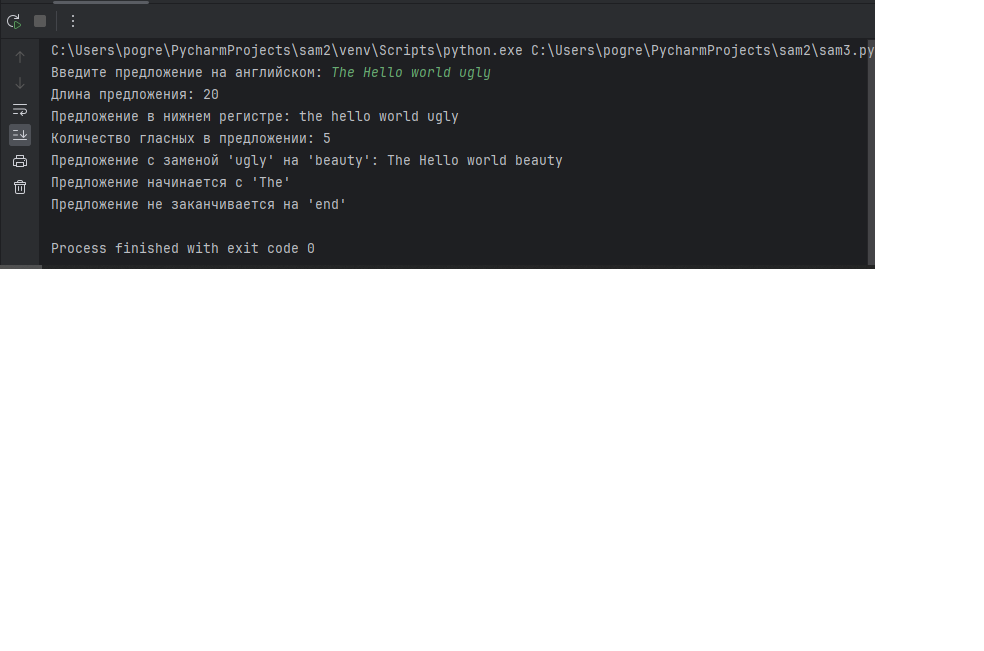 C:\Users\pogre\PycharmProjects\sam2\venv\Scripts\python.exe C:\Users\pogre\PycharmProjects\sam2\sam3.py
Введите предложение на английском: The Hello world ugly
Длина предложения: 20
Предложение в нижнем регистре: the hello world ugly
Количество гласных в предложении: 5
Предложение с заменой 'ugly' на 'beauty': The Hello world beauty
Предложение начинается с 'The'
Предложение не заканчивается на 'end'
Process finished with exit code 0